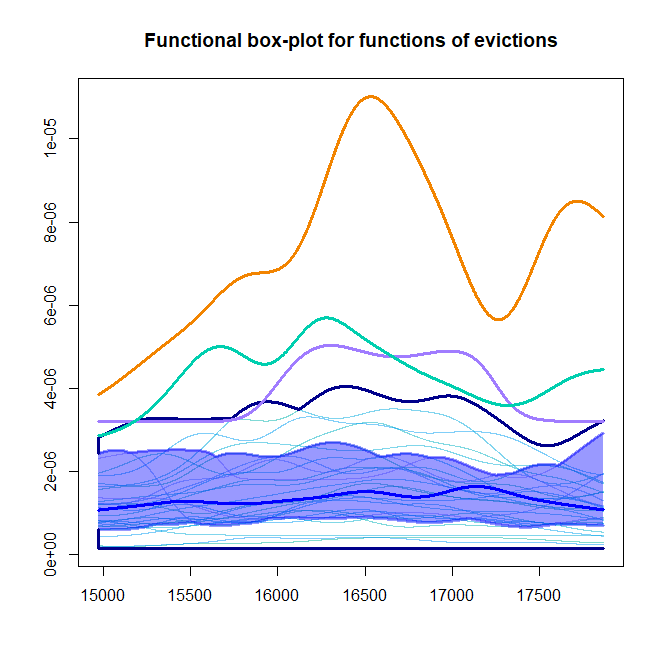 Functional box-plot for functions of evictions
1e-05
8e-06
6e-06
4e-06
2e-06
0e+00
15000 15500 16000 16500 17000 17500